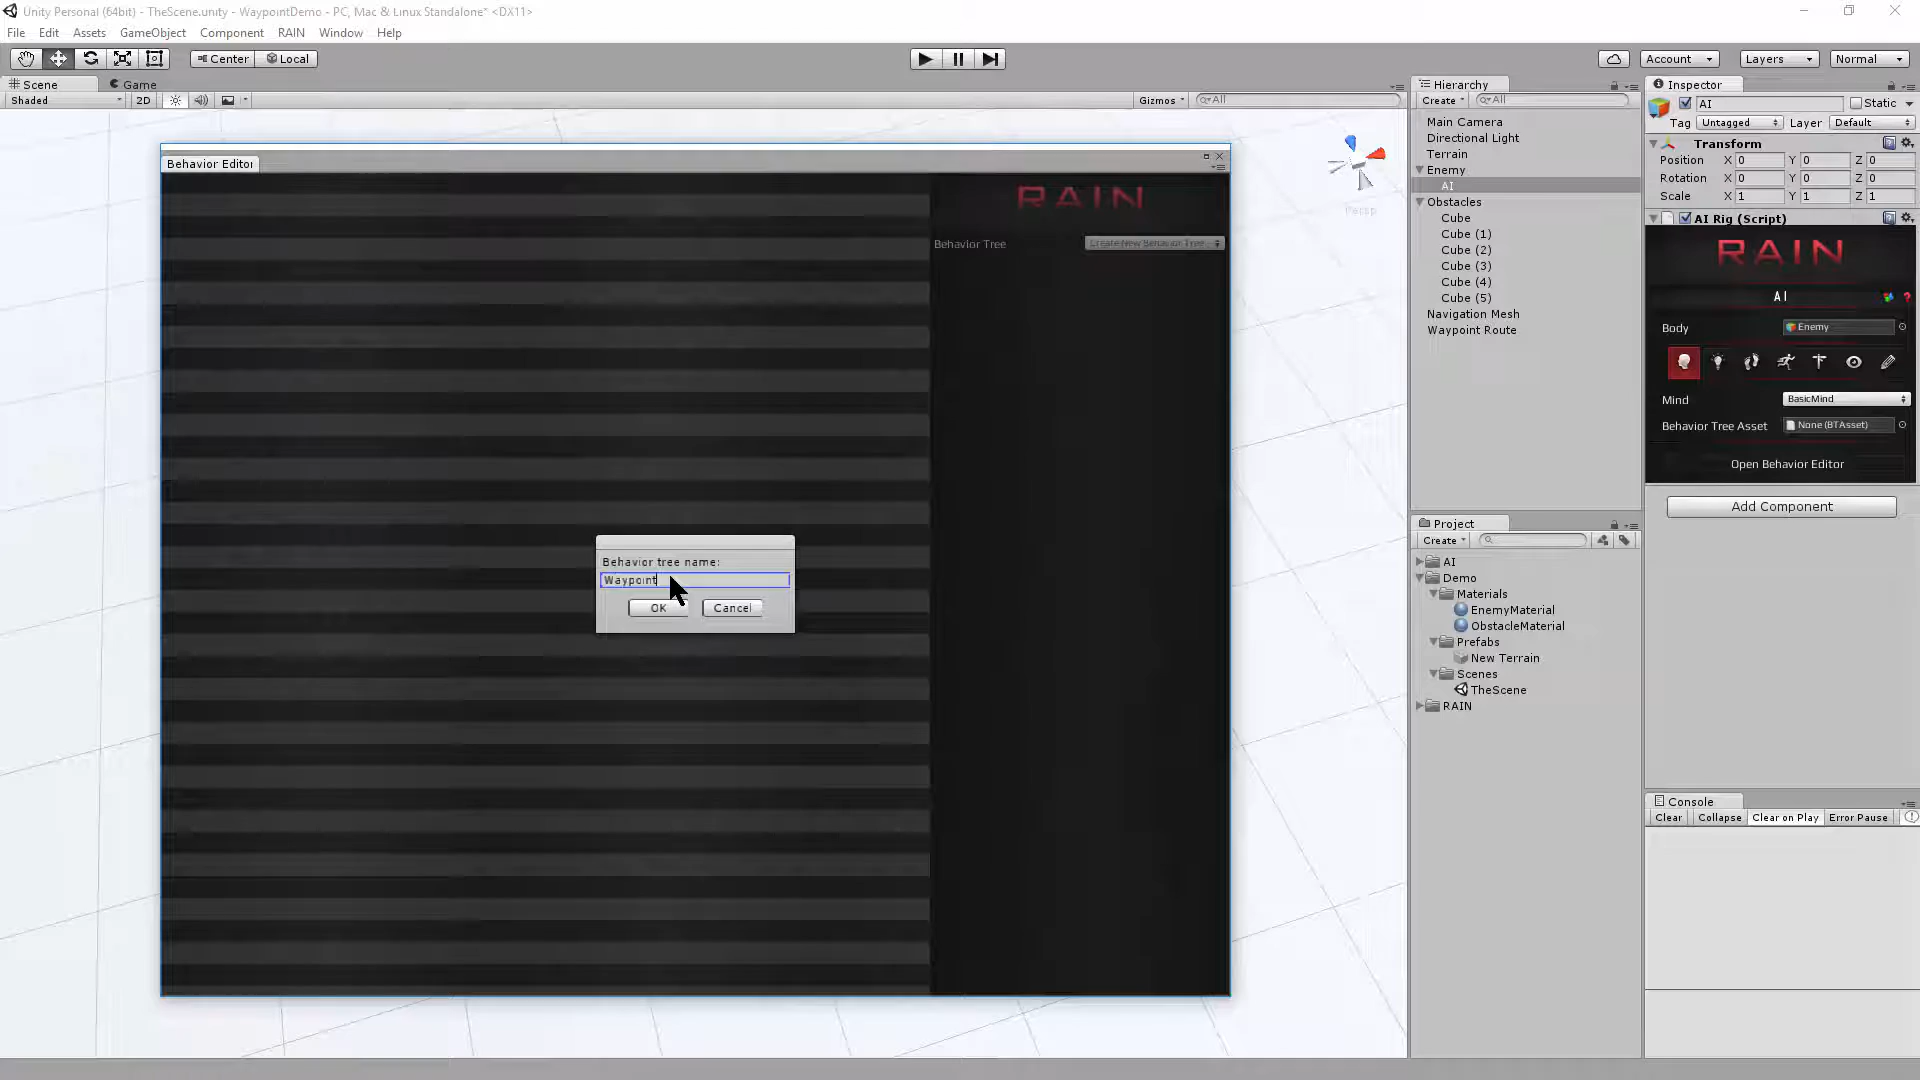 Unity Personal (64bit) - TheScene.unity - WaypointDemo - PC, Mac & Linux Standalone* <DX11>
File Edit Assets GameObject Component RAIN Window Help
Center Local
Account Layers Normal
Scene Game
Shaded 2D Gizmos All
Behavior Editor
RAIN
Behavior Tree Create New Behavior Tree...
Behavior tree name:
Waypoint
OK Cancel
Persp
Hierarchy
Create All
Main Camera
Directional Light
Terrain
Enemy
AI
Obstacles
Cube
Cube (1)
Cube (2)
Cube (3)
Cube (4)
Cube (5)
Navigation Mesh
Waypoint Route
Project
Create
AI
Demo
Materials
EnemyMaterial
ObstacleMaterial
Prefabs
New Terrain
Scenes
TheScene
RAIN
Inspector
AI Static
Tag Untagged Layer Default
Transform
Position X 0 Y 0 Z 0
Rotation X 0 Y 0 Z 0
Scale X 1 Y 1 Z 1
AI Rig (Script)
RAIN
AI
Body Enemy
Mind BasicMind
Behavior Tree Asset None (BTAsset)
Open Behavior Editor
Add Component
Console
Clear Collapse Clear on Play Error Pause